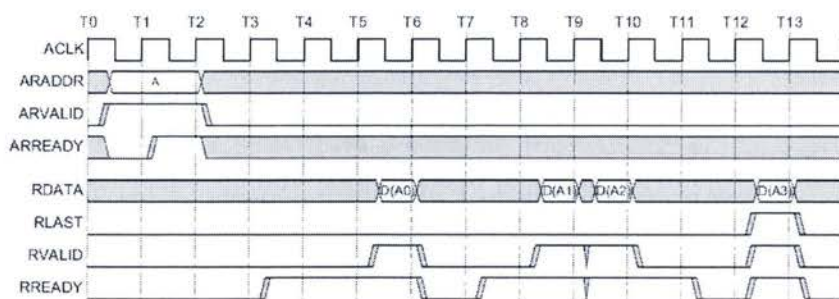 T0 T1 T2 T3 T4 T5 T6 T7 T8 T9 T10 T11 T12 T13
ACLK
ARADDR A
ARVALID
ARREADY
RDATA D(A0 D(A1) D(A2) D(A3)
RLAST
RVALID
RREADY